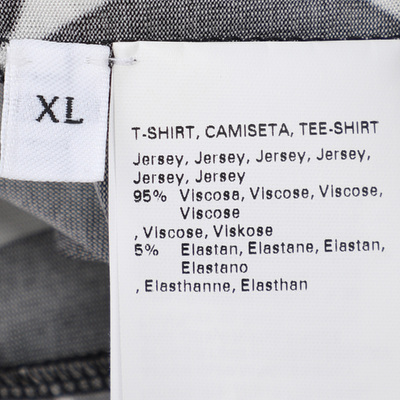 XL
T-SHIRT, CAMISETA, TEE-SHIRT
Jersey, Jersey, Jersey, Jersey,
Jersey, Jersey
95% Viscosa, Viscose, Viscose,
Viscose
, Viscose, Viskose
5% Elastan, Elastane, Elastan,
Elastano
, Elasthanne, Elasthan